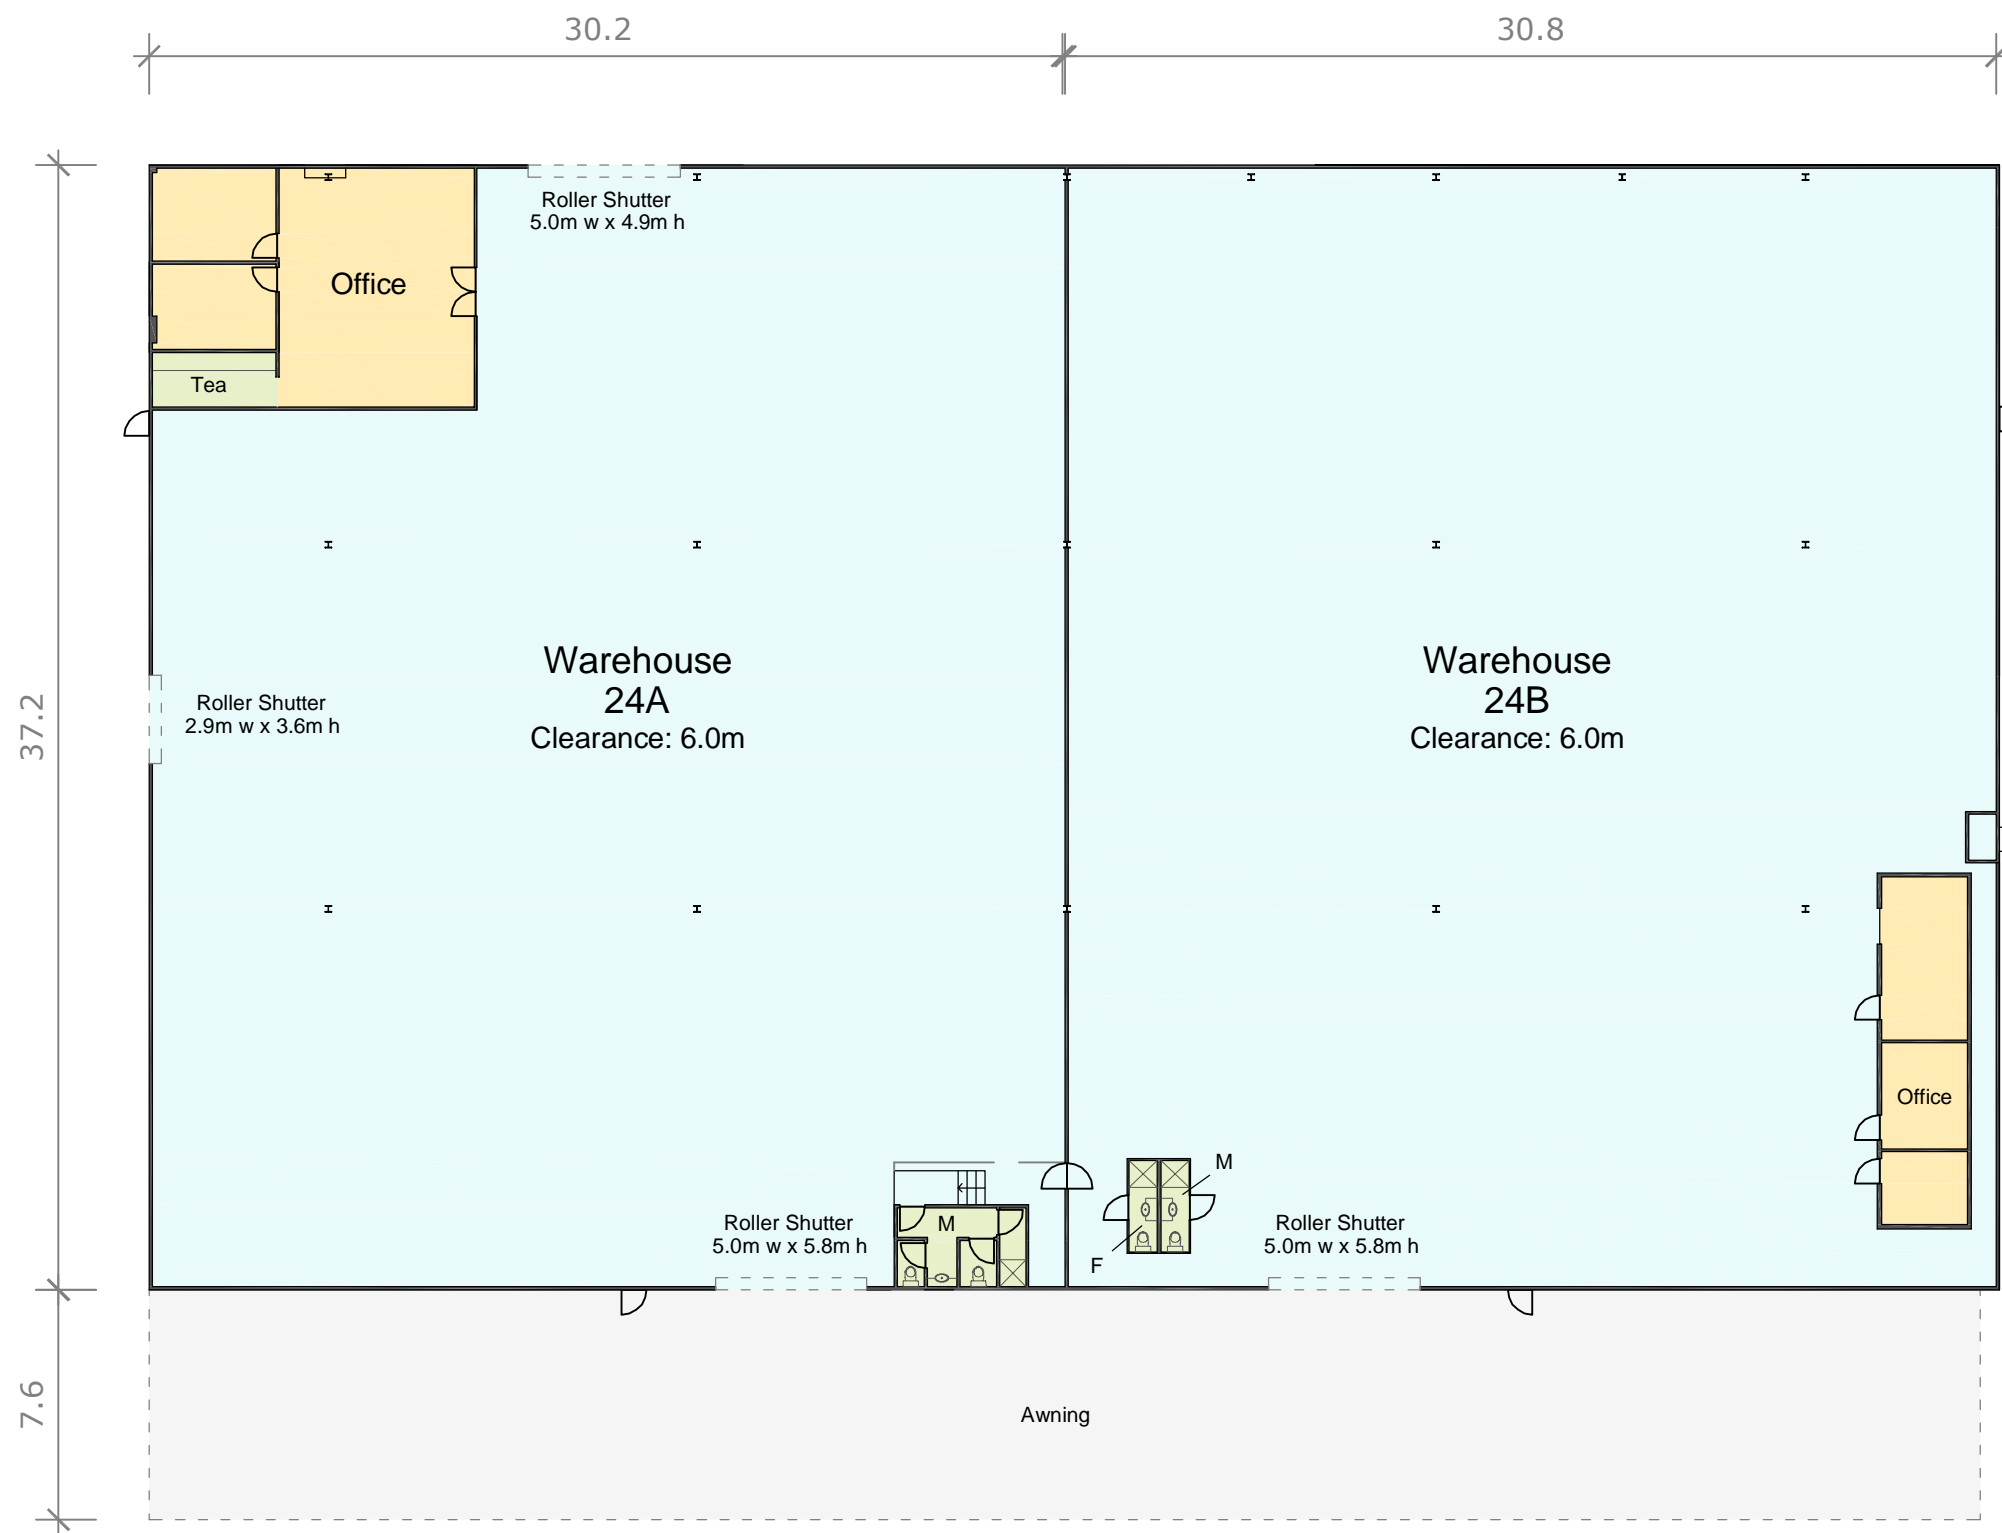 30.2
30.8
Roller Shutter
5.0m w x 4.9m h
Office
Tea
37.2
Warehouse
24A
Clearance: 6.0m
Warehouse
24B
Clearance: 6.0m
Roller Shutter
2.9m w x 3.6m h
Office
M
M
F
Roller Shutter
5.0m w x 5.8m h
Roller Shutter
5.0m w x 5.8m h
7.6
Awning